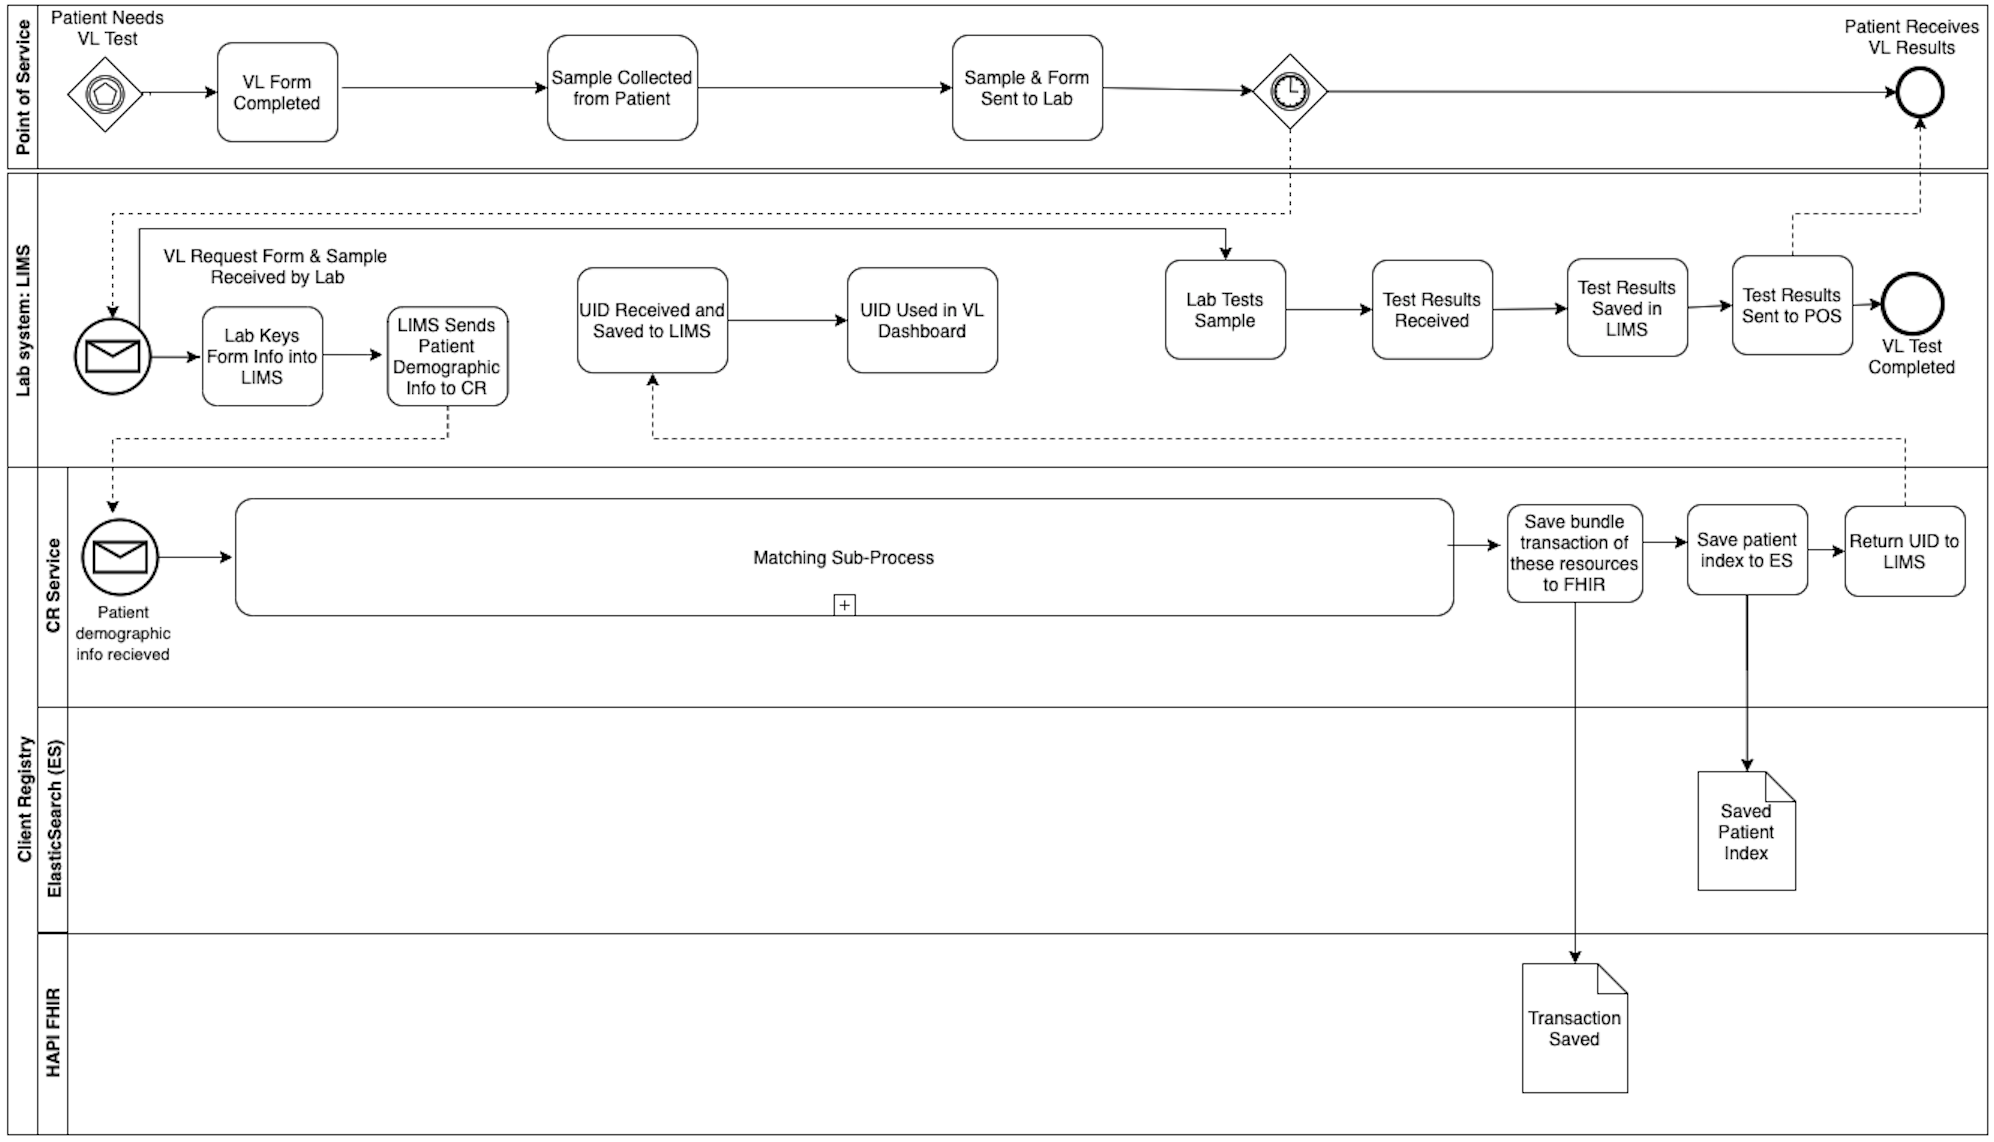 Point of Service
Patient Needs
VL Test
VL Form
Completed
Sample Collected
from Patient
Sample & Form
Sent to Lab
Patient Receives
VL Results
Lab system: LIMS
VL Request Form & Sample
Received by Lab
Lab Keys
Form Info into
LIMS
LIMS Sends
Patient
Demographic
Info to CR
UID Received and
Saved to LIMS
UID Used in VL
Dashboard
Lab Tests
Sample
Test Results
Received
Test Results
Saved in
LIMS
Test Results
Sent to POS
VL Test
Completed
Client Registry
CR Service
Patient
demographic
info recieved
Matching Sub-Process
Save bundle
transaction of
these resources
to FHIR
Save patient
index to ES
Return UID to
LIMS
ElasticSearch (ES)
Saved
Patient
Index
HAPI FHIR
Transaction
Saved